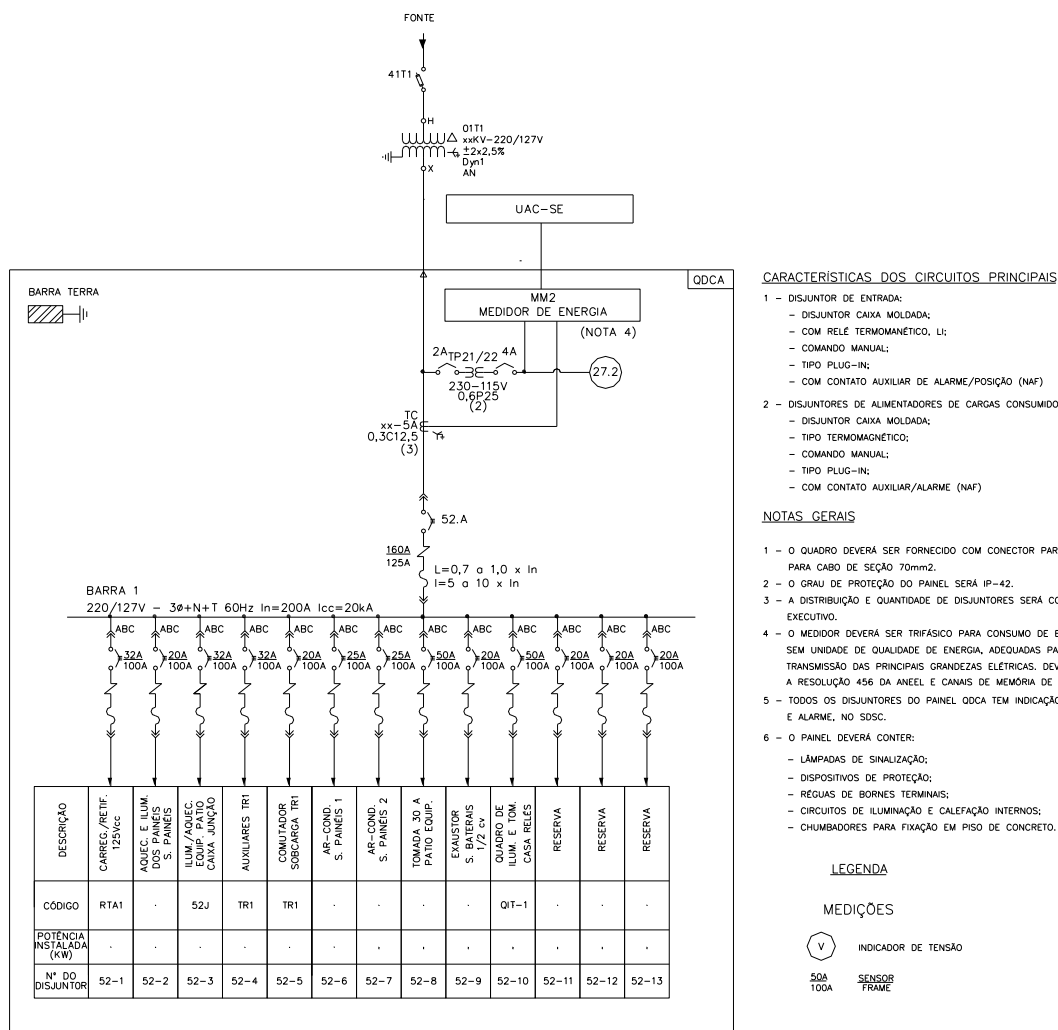 FONTE
41T1
H
01T1
xxKV-220/127V
±2x2,5%
Dyn1
AN
X
UAC-SE
QDCA
BARRA TERRA
MM2
MEDIDOR DE ENERGIA
(NOTA 4)
2A
TP21/22
4A
27.2
230-115V
0,6P25
(2)
TC
xx-5A
0,3C12,5
(3)
52.A
160A
125A
L=0,7 a 1,0 x In
I=5 a 10 x In
BARRA 1
220/127V - 3ø+N+T 60Hz In=200A Icc=20kA
ABC ABC ABC ABC ABC ABC ABC ABC ABC ABC ABC ABC ABC
32A 20A 32A 32A 20A 25A 25A 50A 20A 50A 20A 20A 20A
100A 100A 100A 100A 100A 100A 100A 100A 100A 100A 100A 100A 100A
DESCRIÇÃO
CARREG./RETIF.
125Vcc
AQUEC. E ILUM.
DOS PAINÉIS
S. PAINÉIS
ILUM./AQUEC.
EQUIP. PATIO
CAIXA JUNÇÃO
AUXILIARES TR1
COMUTADOR
SOBCARGA TR1
AR-COND.
S. PAINÉIS 1
AR-COND.
S. PAINÉIS 2
TOMADA 30 A
PATIO EQUIP.
EXAUSTOR
S. BATERAIS
1/2 cv
QUADRO DE
ILUM. E TOM.
CASA RELÉS
RESERVA
RESERVA
RESERVA
CÓDIGO RTA1 . 52J TR1 TR1 . . . . QIT-1 . . .
POTÊNCIA
INSTALADA
(KW)
. . . . . . . . . . . . .
N° DO
DISJUNTOR
52-1 52-2 52-3 52-4 52-5 52-6 52-7 52-8 52-9 52-10 52-11 52-12 52-13
CARACTERÍSTICAS DOS CIRCUITOS PRINCIPAIS
1 - DISJUNTOR DE ENTRADA:
- DISJUNTOR CAIXA MOLDADA;
- COM RELÉ TERMOMANÉTICO, LI;
- COMANDO MANUAL;
- TIPO PLUG-IN;
- COM CONTATO AUXILIAR DE ALARME/POSIÇÃO (NAF)
2 - DISJUNTORES DE ALIMENTADORES DE CARGAS CONSUMIDO
- DISJUNTOR CAIXA MOLDADA;
- TIPO TERMOMAGNÉTICO;
- COMANDO MANUAL;
- TIPO PLUG-IN;
- COM CONTATO AUXILIAR/ALARME (NAF)
NOTAS GERAIS
1 - O QUADRO DEVERÁ SER FORNECIDO COM CONECTOR PAR
PARA CABO DE SEÇÃO 70mm2.
2 - O GRAU DE PROTEÇÃO DO PAINEL SERÁ IP-42.
3 - A DISTRIBUIÇÃO E QUANTIDADE DE DISJUNTORES SERÁ CO
EXECUTIVO.
4 - O MEDIDOR DEVERÁ SER TRIFÁSICO PARA CONSUMO DE E
SEM UNIDADE DE QUALIDADE DE ENERGIA, ADEQUADAS PA
TRANSMISSÃO DAS PRINCIPAIS GRANDEZAS ELÉTRICAS. DEV
A RESOLUÇÃO 456 DA ANEEL E CANAIS DE MEMÓRIA DE
5 - TODOS OS DISJUNTORES DO PAINEL QDCA TEM INDICAÇÃO
E ALARME, NO SDSC.
6 - O PAINEL DEVERÁ CONTER:
- LÂMPADAS DE SINALIZAÇÃO;
- DISPOSITIVOS DE PROTEÇÃO;
- RÉGUAS DE BORNES TERMINAIS;
- CIRCUITOS DE ILUMINAÇÃO E CALEFAÇÃO INTERNOS;
- CHUMBADORES PARA FIXAÇÃO EM PISO DE CONCRETO.
LEGENDA
MEDIÇÕES
V INDICADOR DE TENSÃO
50A SENSOR
100A FRAME